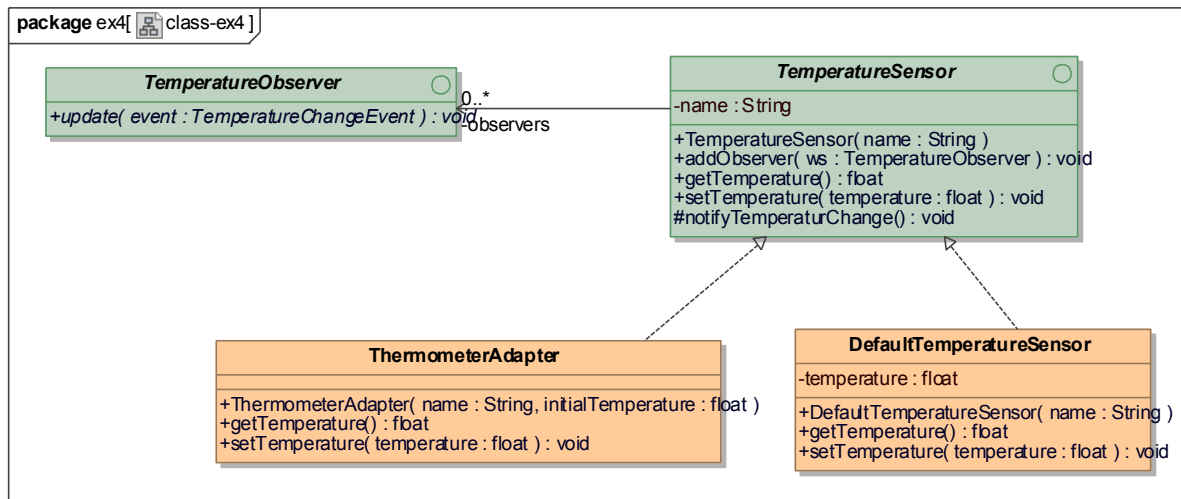 package ex4[ class-ex4 ]
TemperatureObserver
+update( event : TemperatureChangeEvent ) : void
0..*
-observers
TemperatureSensor
-name : String
+TemperatureSensor( name : String )
+addObserver( ws : TemperatureObserver ) : void
+getTemperature() : float
+setTemperature( temperature : float ) : void
#notifyTemperaturChange() : void
ThermometerAdapter
+ThermometerAdapter( name : String, initialTemperature : float )
+getTemperature() : float
+setTemperature( temperature : float ) : void
DefaultTemperatureSensor
-temperature : float
+DefaultTemperatureSensor( name : String )
+getTemperature() : float
+setTemperature( temperature : float ) : void